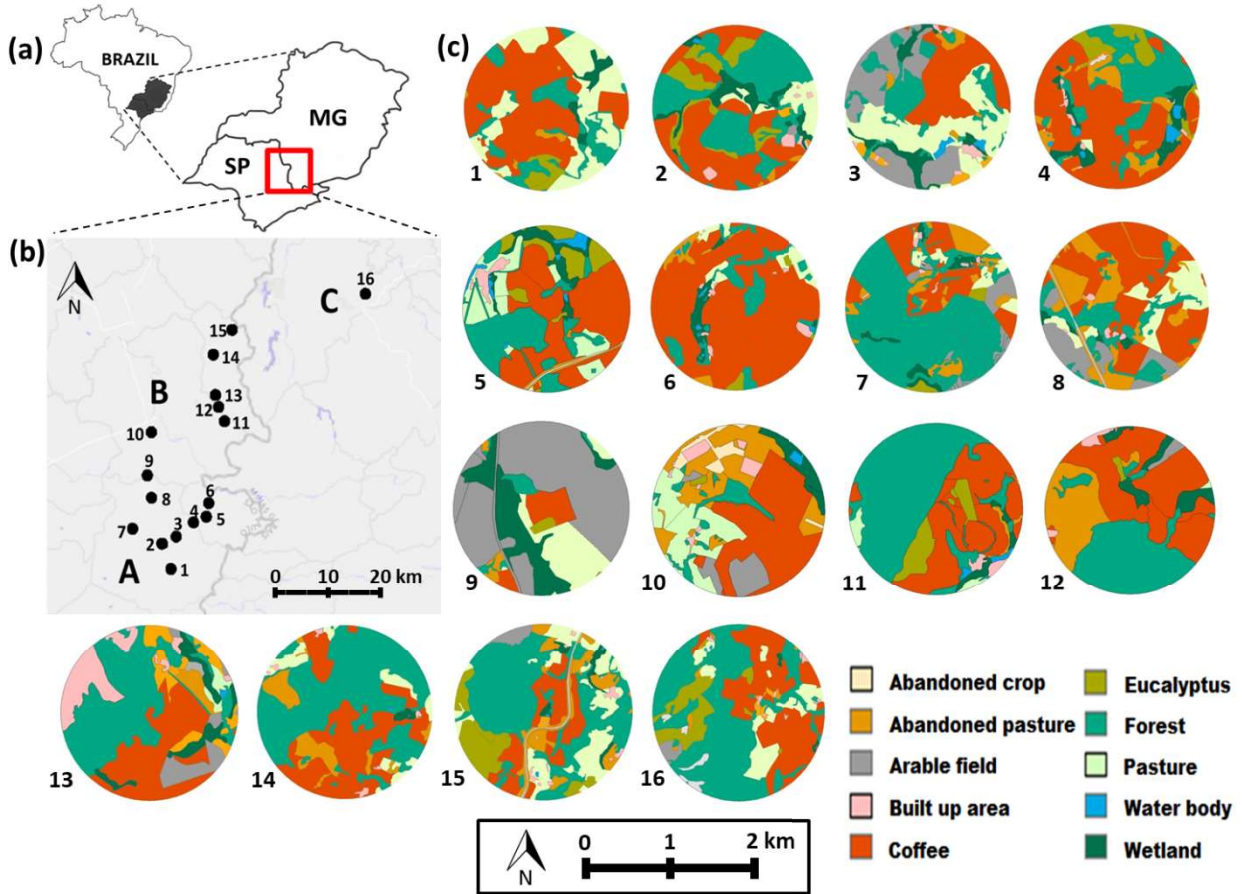 (a)
BRAZIL
MG
SP
(b)
N
A
B
C
1
2
3
4
5
6
7
8
9
10
11
12
13
14
15
16
0 10 20 km
(c)
1
2
3
4
5
6
7
8
9
10
11
12
13
14
15
16
Abandoned crop
Abandoned pasture
Arable field
Built up area
Coffee
Eucalyptus
Forest
Pasture
Water body
Wetland
N
0 1 2 km